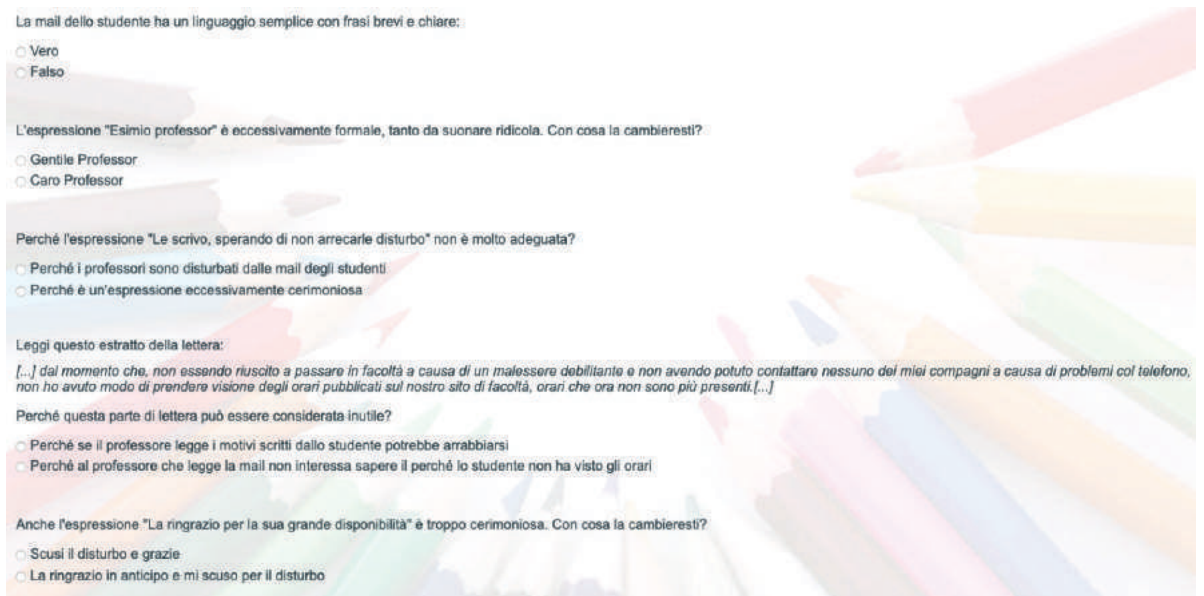 La mail dello studente ha un linguaggio semplice con frasi brevi e chiare:
Vero
Falso
L'espressione "Esimio professor" è eccessivamente formale, tanto da suonare ridicola. Con cosa la cambieresti?
Gentile Professor
Caro Professor
Perché l'espressione "Le scrivo, sperando di non arrecarle disturbo" non è molto adeguata?
Perché i professori sono disturbati dalle mail degli studenti
Perché è un'espressione eccessivamente cerimoniosa
Leggi questo estratto della lettera:
[...] dal momento che, non essendo riuscito a passare in facoltà a causa di un malessere debilitante e non avendo potuto contattare nessuno dei miei compagni a causa di problemi col telefono,
non ho avuto modo di prendere visione degli orari pubblicati sul nostro sito di facoltà, orari che ora non sono più presenti.[...]
Perché questa parte di lettera può essere considerata inutile?
Perché se il professore legge i motivi scritti dallo studente potrebbe arrabbiarsi
Perché al professore che legge la mail non interessa sapere il perché lo studente non ha visto gli orari
Anche l'espressione "La ringrazio per la sua grande disponibilità" è troppo cerimoniosa. Con cosa la cambieresti?
Scusi il disturbo e grazie
La ringrazio in anticipo e mi scuso per il disturbo